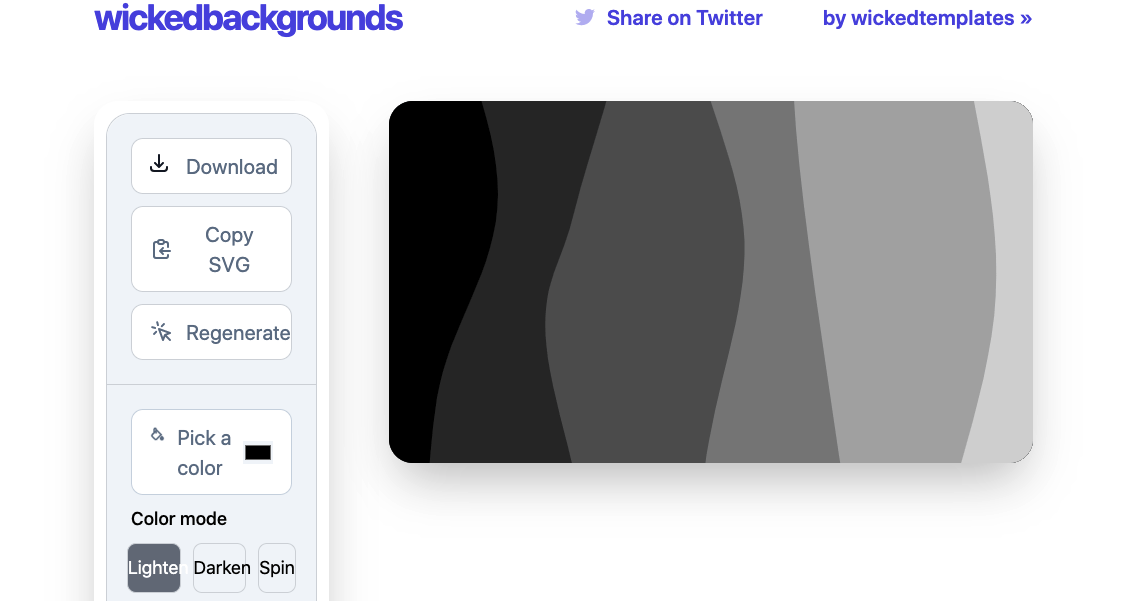 wickedbackgrounds
Share on Twitter
by wickedtemplates »
Download
Copy
SVG
Regenerate
Pick a
color
Color mode
Lighten
Darken
Spin